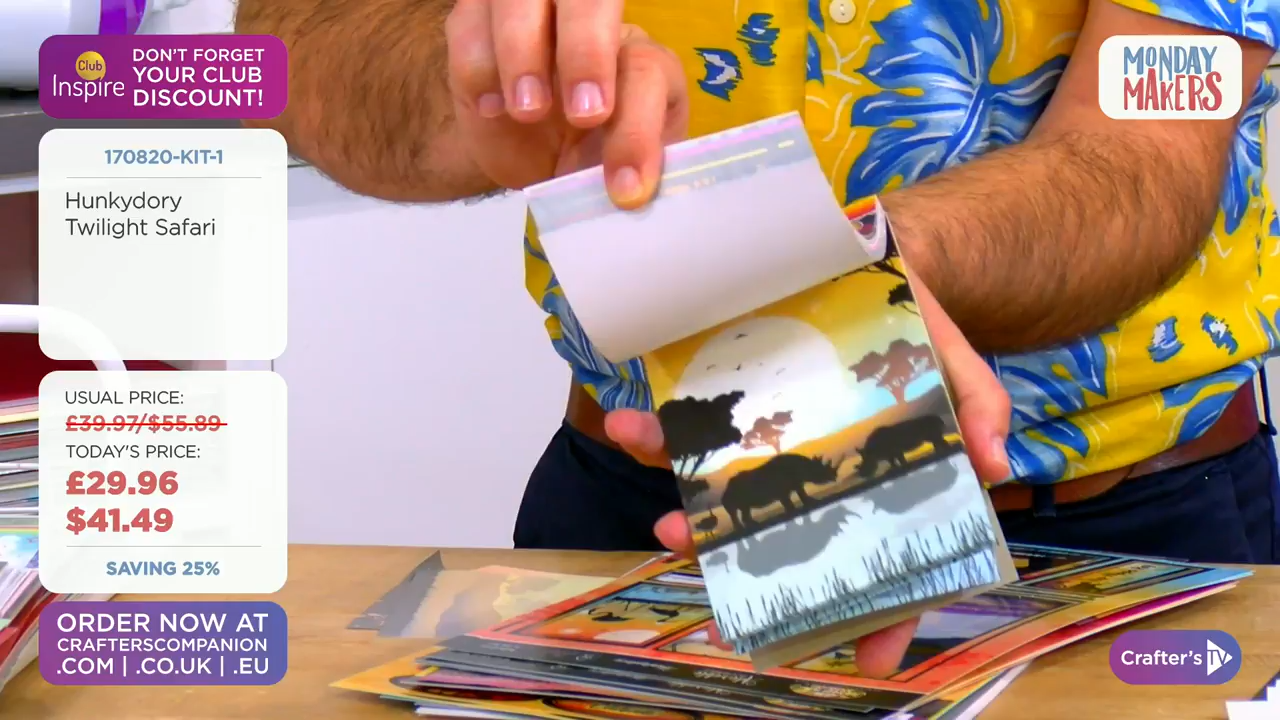 Club
Inspire
DON'T FORGET
YOUR CLUB
DISCOUNT!
170820-KIT-1
Hunkydory
Twilight Safari
USUAL PRICE:
£39.97/$55.89
TODAY'S PRICE:
£29.96
$41.49
SAVING 25%
ORDER NOW AT
CRAFTERSCOMPANION
.COM | .CO.UK | .EU
MONDAY
MAKERS
Crafter's TV